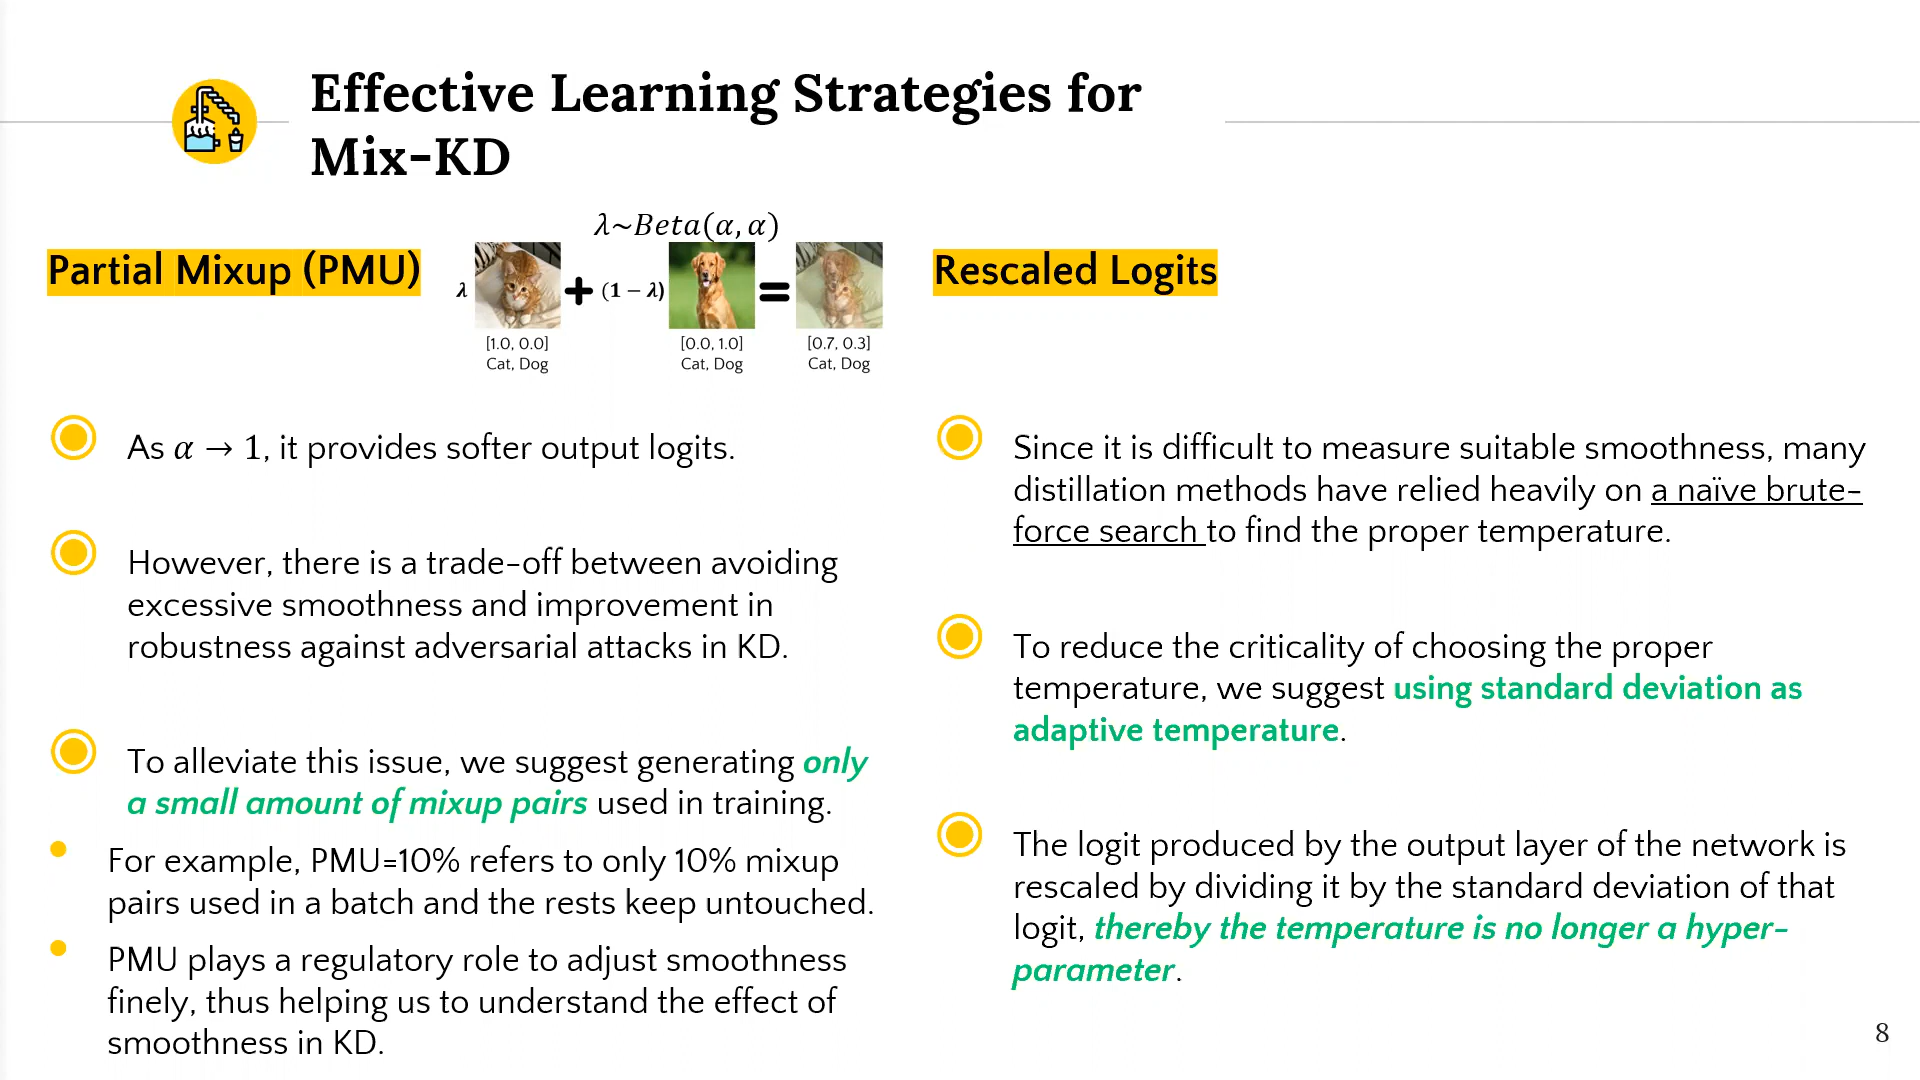 Effective Learning Strategies for
Mix-KD
Partial Mixup (PMU)
λ~Beta(α, α)
λ
(1 − λ)
[1.0, 0.0]
Cat, Dog
[0.0, 1.0]
Cat, Dog
[0.7, 0.3]
Cat, Dog
As α → 1, it provides softer output logits.
However, there is a trade-off between avoiding
excessive smoothness and improvement in
robustness against adversarial attacks in KD.
To alleviate this issue, we suggest generating only
a small amount of mixup pairs used in training.
For example, PMU=10% refers to only 10% mixup
pairs used in a batch and the rests keep untouched.
PMU plays a regulatory role to adjust smoothness
finely, thus helping us to understand the effect of
smoothness in KD.
Rescaled Logits
Since it is difficult to measure suitable smoothness, many
distillation methods have relied heavily on a naïve brute-
force search to find the proper temperature.
To reduce the criticality of choosing the proper
temperature, we suggest using standard deviation as
adaptive temperature.
The logit produced by the output layer of the network is
rescaled by dividing it by the standard deviation of that
logit, thereby the temperature is no longer a hyper-
parameter.
8